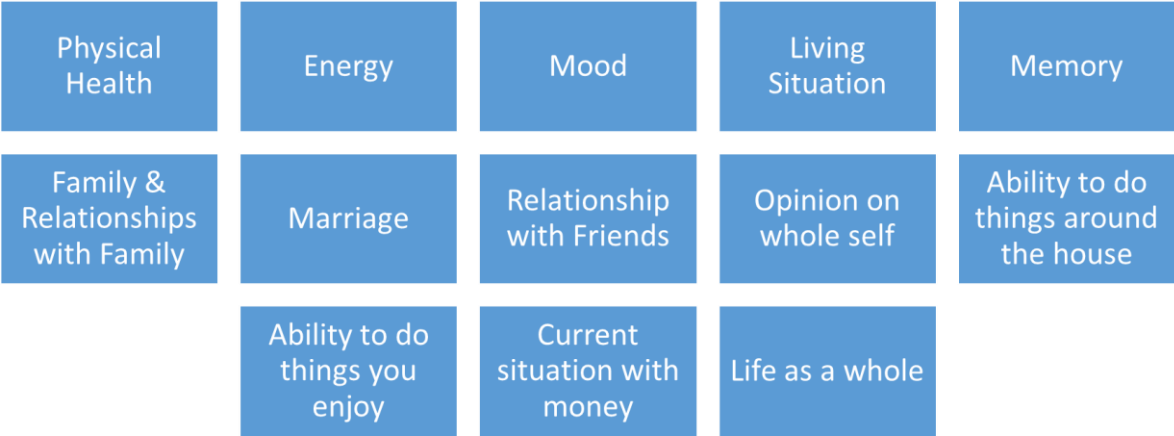 Physical
Health
Energy
Mood
Living
Situation
Memory
Family &
Relationships
with Family
Marriage
Relationship
with Friends
Opinion on
whole self
Ability to do
things around
the house
Ability to do
things you
enjoy
Current
situation with
money
Life as a whole